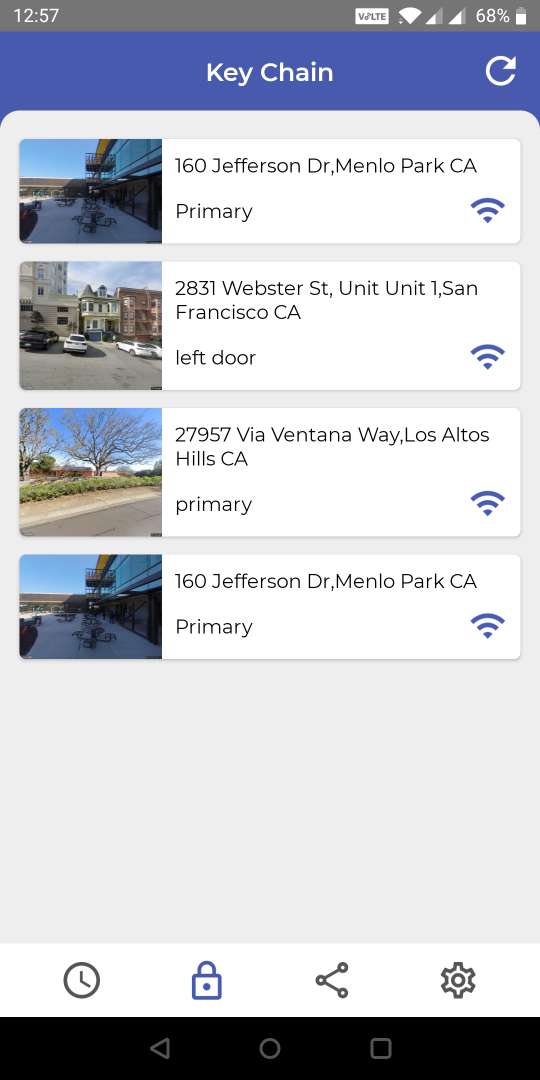 12:57
VoLTE
68%
Key Chain
160 Jefferson Dr,Menlo Park CA
Primary
2831 Webster St, Unit Unit 1,San
Francisco CA
left door
27957 Via Ventana Way,Los Altos
Hills CA
primary
160 Jefferson Dr,Menlo Park CA
Primary